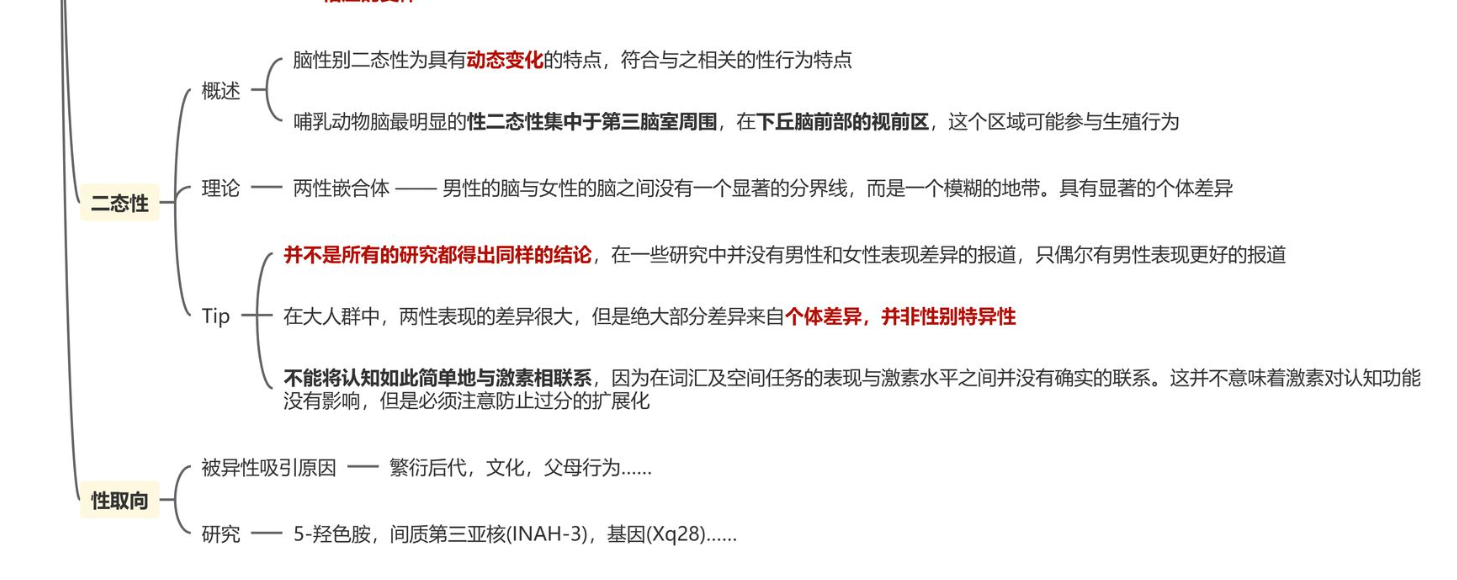 概述
脑性别二态性为具有动态变化的特点，符合与之相关的性行为特点
哺乳动物脑最明显的性二态性集中于第三脑室周围，在下丘脑前部的视前区，这个区域可能参与生殖行为
二态性
理论
两性嵌合体 —— 男性的脑与女性的脑之间没有一个显著的分界线，而是一个模糊的地带。具有显著的个体差异
Tip
并不是所有的研究都得出同样的结论，在一些研究中并没有男性和女性表现差异的报道，只偶尔有男性表现更好的报道
在大人群中，两性表现的差异很大，但是绝大部分差异来自个体差异，并非性别特异性
不能将认知如此简单地与激素相联系，因为在词汇及空间任务的表现与激素水平之间并没有确实的联系。这并不意味着激素对认知功能
没有影响，但是必须注意防止过分的扩展化
性取向
被异性吸引原因
繁衍后代，文化，父母行为......
研究
5-羟色胺，间质第三亚核(INAH-3)，基因(Xq28)......